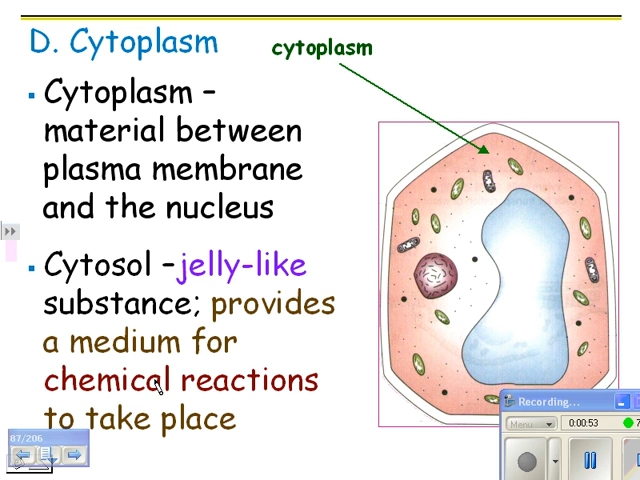 D. Cytoplasm
cytoplasm
▪ Cytoplasm –
material between
plasma membrane
and the nucleus
▪ Cytosol –jelly-like
substance; provides
a medium for
chemical reactions
to take place
87/206
Recording...
Menu...
0:00:53